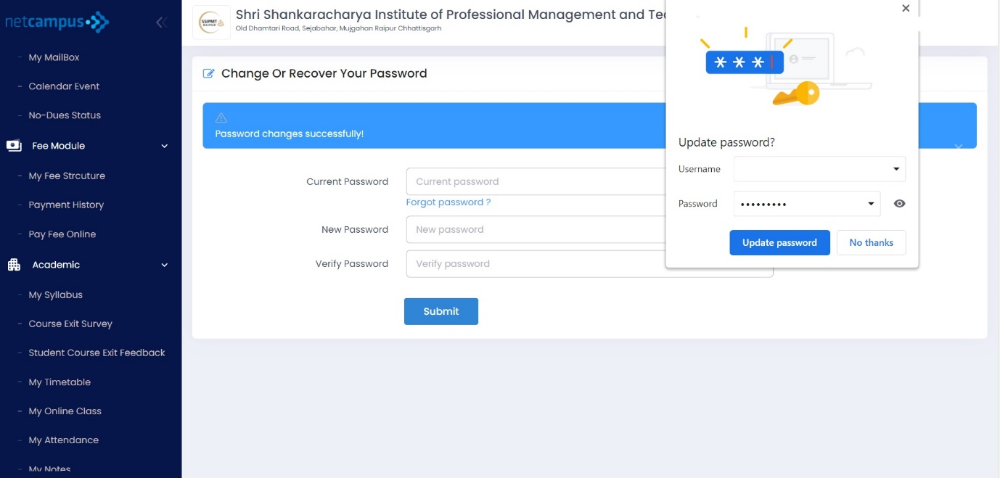 netcampus
My MailBox
Calendar Event
No-Dues Status
Fee Module
My Fee Strcuture
Payment History
Pay Fee Online
Academic
My Syllabus
Course Exit Survey
Student Course Exit Feedback
My Timetable
My Online Class
My Attendance
My Notes
SSIPMT
RAIPUR
Shri Shankaracharya Institute of Professional Management and Tec
Old Dhamtari Road, Sejabahar, Mujgahan Raipur Chhattisgarh
Change Or Recover Your Password
Password changes successfully!
Current Password
Current password
Forgot password ?
New Password
New password
Verify Password
Verify password
Submit
* * *
Update password?
Username
Password
•••••••••
Update password
No thanks